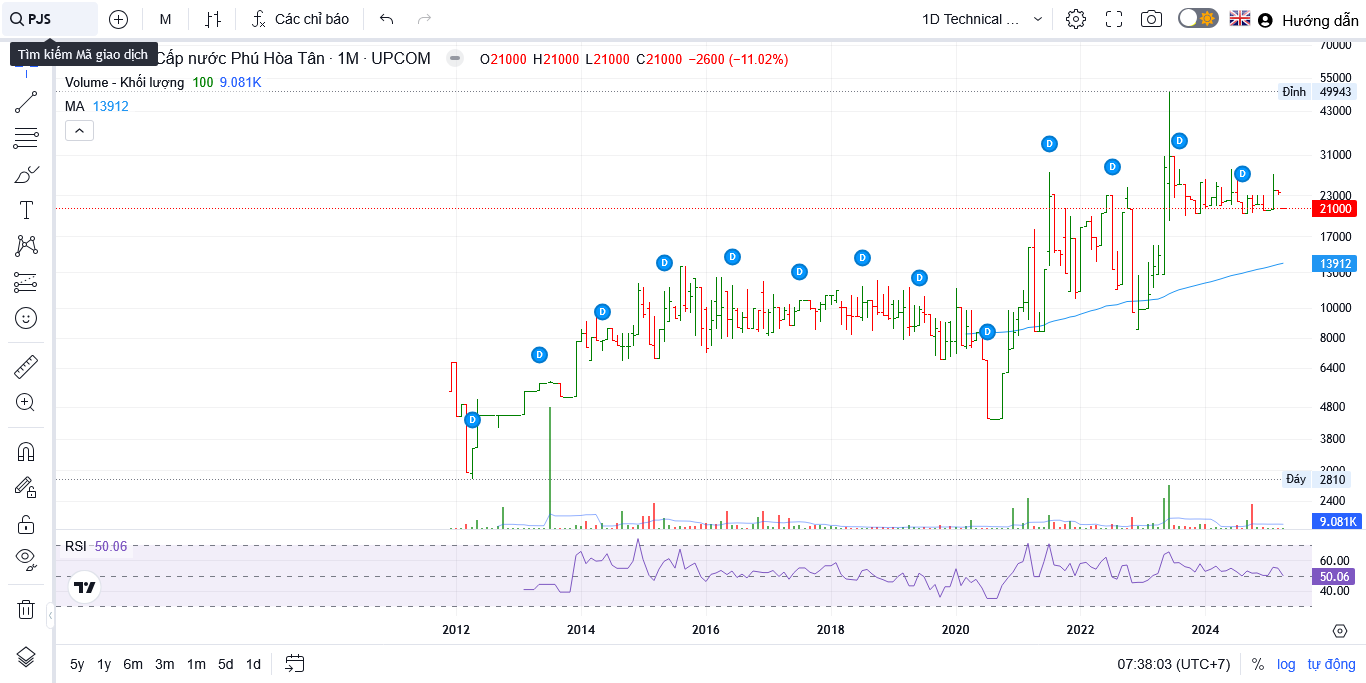 PJS
M
Các chỉ báo
1D Technical ...
Hướng dẫn
Tìm kiếm Mã giao dịch
Cấp nước Phú Hòa Tân · 1M · UPCOM
O21000 H21000 L21000 C21000 −2600 (−11.02%)
Volume - Khối lượng 100 9.081K
MA 13912
70000
55000
Đỉnh 49943
43000
31000
23000
21000
17000
13912
13000
10000
8000
6400
4800
3800
3000
Đáy 2810
2400
9.081K
D
D
D
D
D
D
D
D
D
D
D
D
D
RSI 50.06
60.00
50.06
40.00
2012 2014 2016 2018 2020 2022 2024
5y 1y 6m 3m 1m 5d 1d
07:38:03 (UTC+7) % log tự động